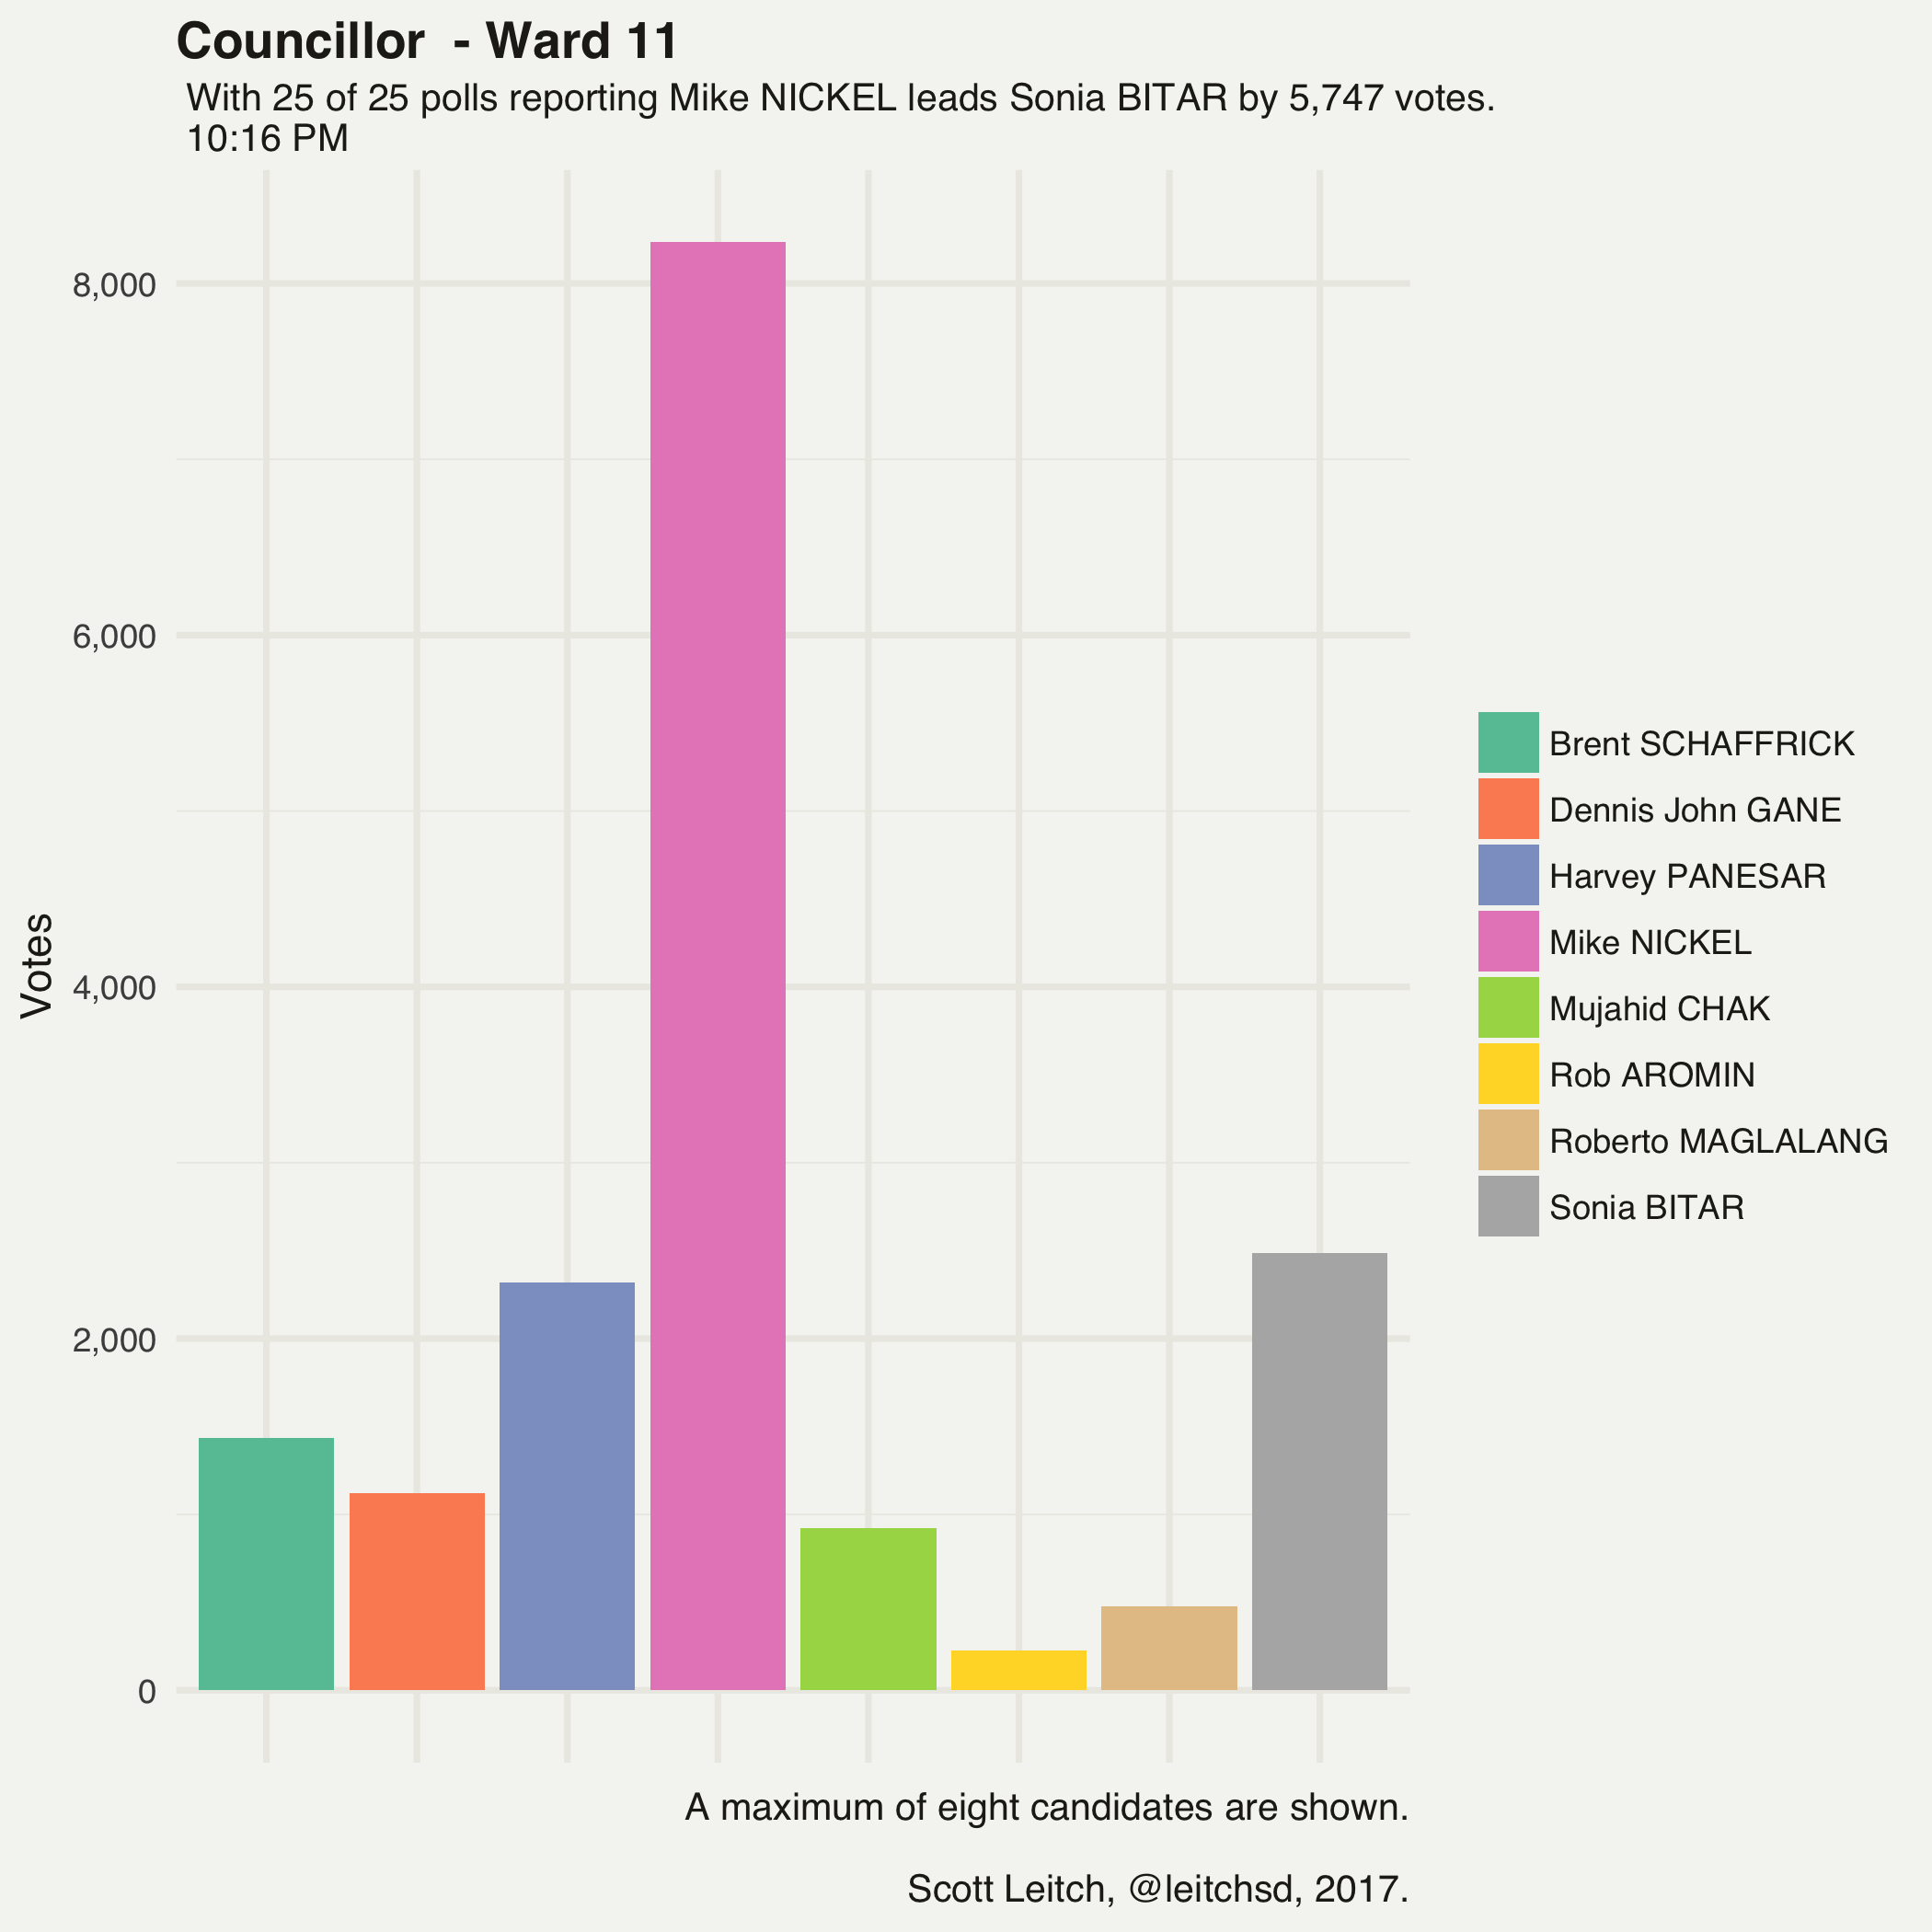 Councillor  - Ward 11
With 25 of 25 polls reporting Mike NICKEL leads Sonia BITAR by 5,747 votes.
10:16 PM
8,000
6,000
4,000
2,000
0
Votes
Brent SCHAFFRICK
Dennis John GANE
Harvey PANESAR
Mike NICKEL
Mujahid CHAK
Rob AROMIN
Roberto MAGLALANG
Sonia BITAR
A maximum of eight candidates are shown.
Scott Leitch, @leitchsd, 2017.